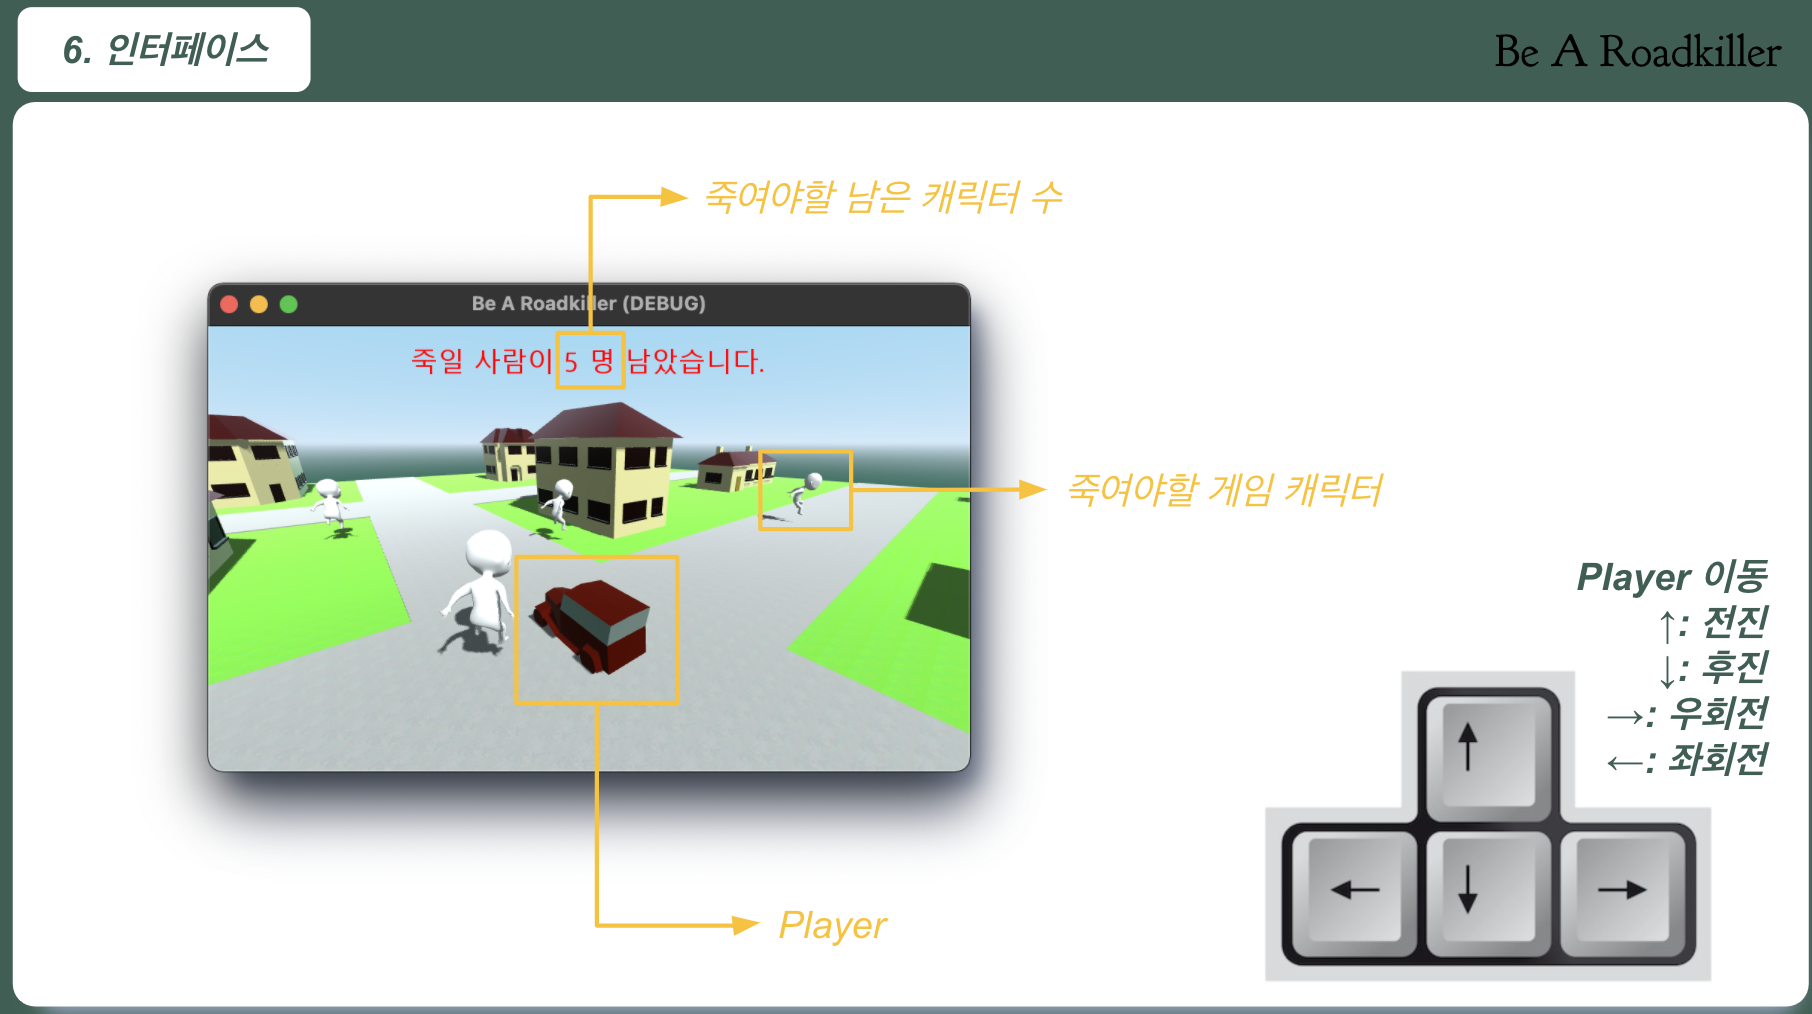 6. 인터페이스
Be A Roadkiller
죽여야할 남은 캐릭터 수
Be A Roadkiller (DEBUG)
죽일 사람이 5 명 남았습니다.
죽여야할 게임 캐릭터
Player 이동
↑: 전진
↓: 후진
→: 우회전
←: 좌회전
↑
← ↓ →
Player